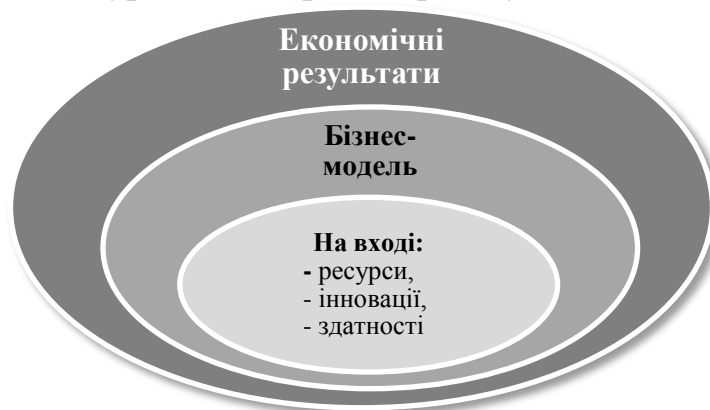 Економічні
результати
Бізнес-
модель
На вході:
- ресурси,
- інновації,
- здатності